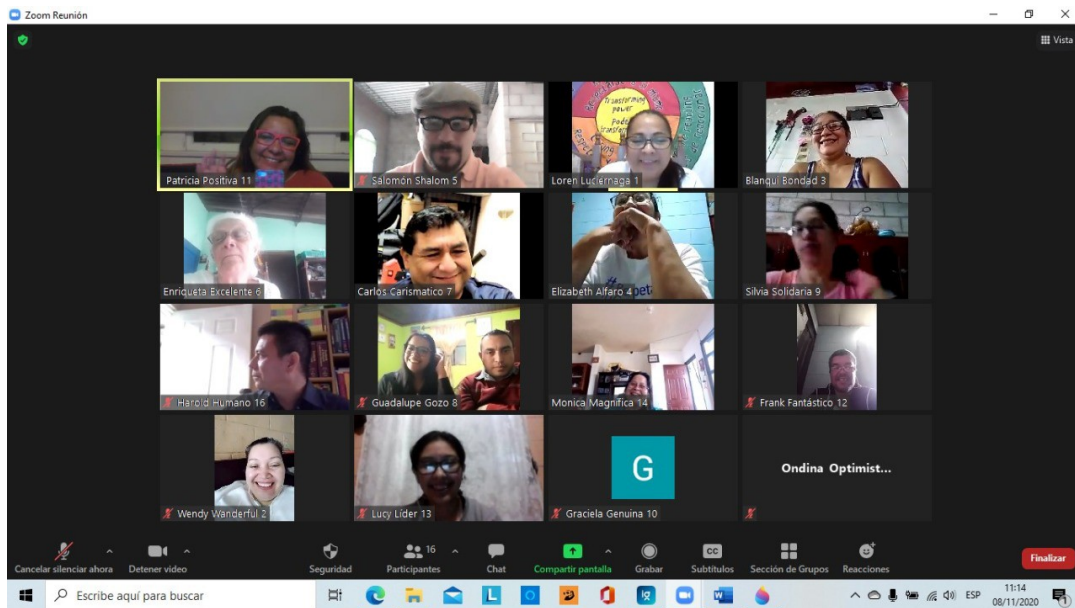 Zoom Reunión
Vista
Transforming
power
Patricia Positiva 11
Salomón Shalom 5
Loren Luciernaga 1
Blanqui Bondad 3
Enriqueta Excelente 6
Carlos Carismatico 7
Elizabeth Alfaro 4
Silvia Solidaria 9
Harold Humano 16
Guadalupe Gozo 8
Monica Magnifica 14
Frank Fantástico 12
G
Ondina Optimist...
Wendy Wanderful 2
Lucy Líder 13
Graciela Genuina 10
16
CC
Cancelar silenciar ahora
Detener video
Seguridad
Participantes
Chat
Compartir pantalla
Grabar
Subtítulos
Sección de Grupos
Reacciones
Finalizar
Escribe aquí para buscar
L
W
ESP
11:14
08/11/2020
1